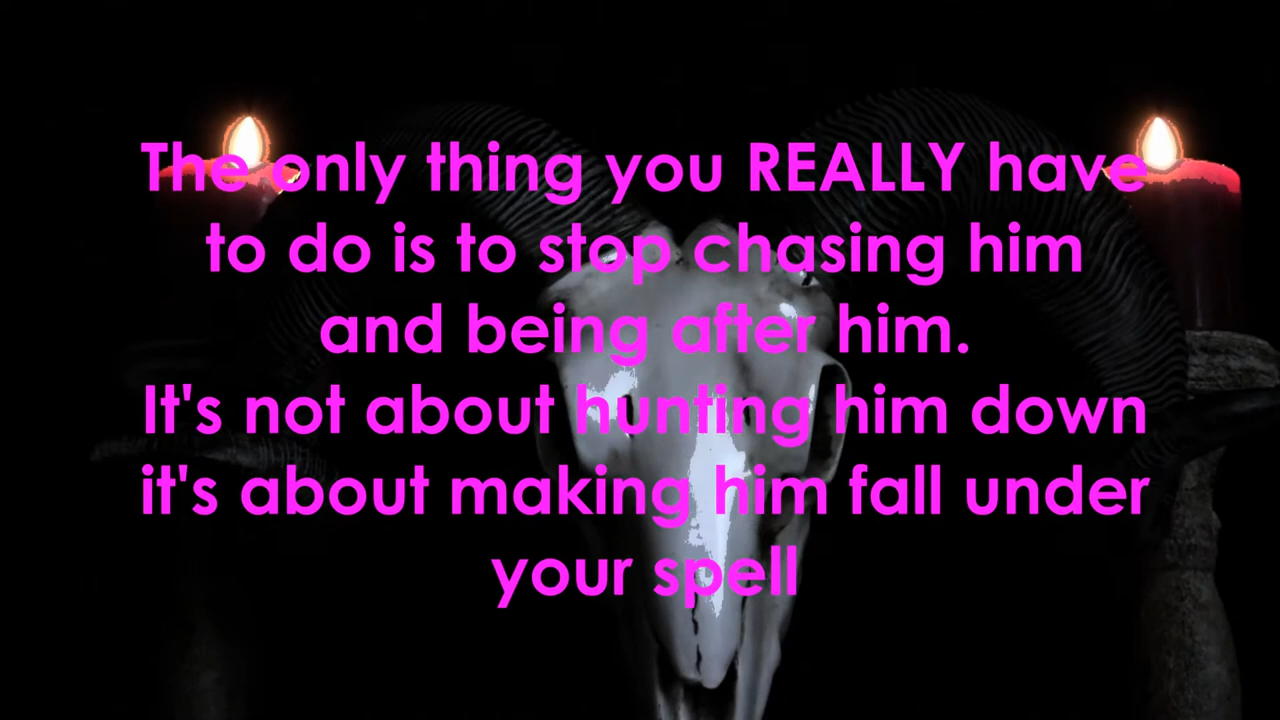 The only thing you REALLY have
to do is to stop chasing him
and being after him.
It's not about hunting him down
it's about making him fall under
your spell